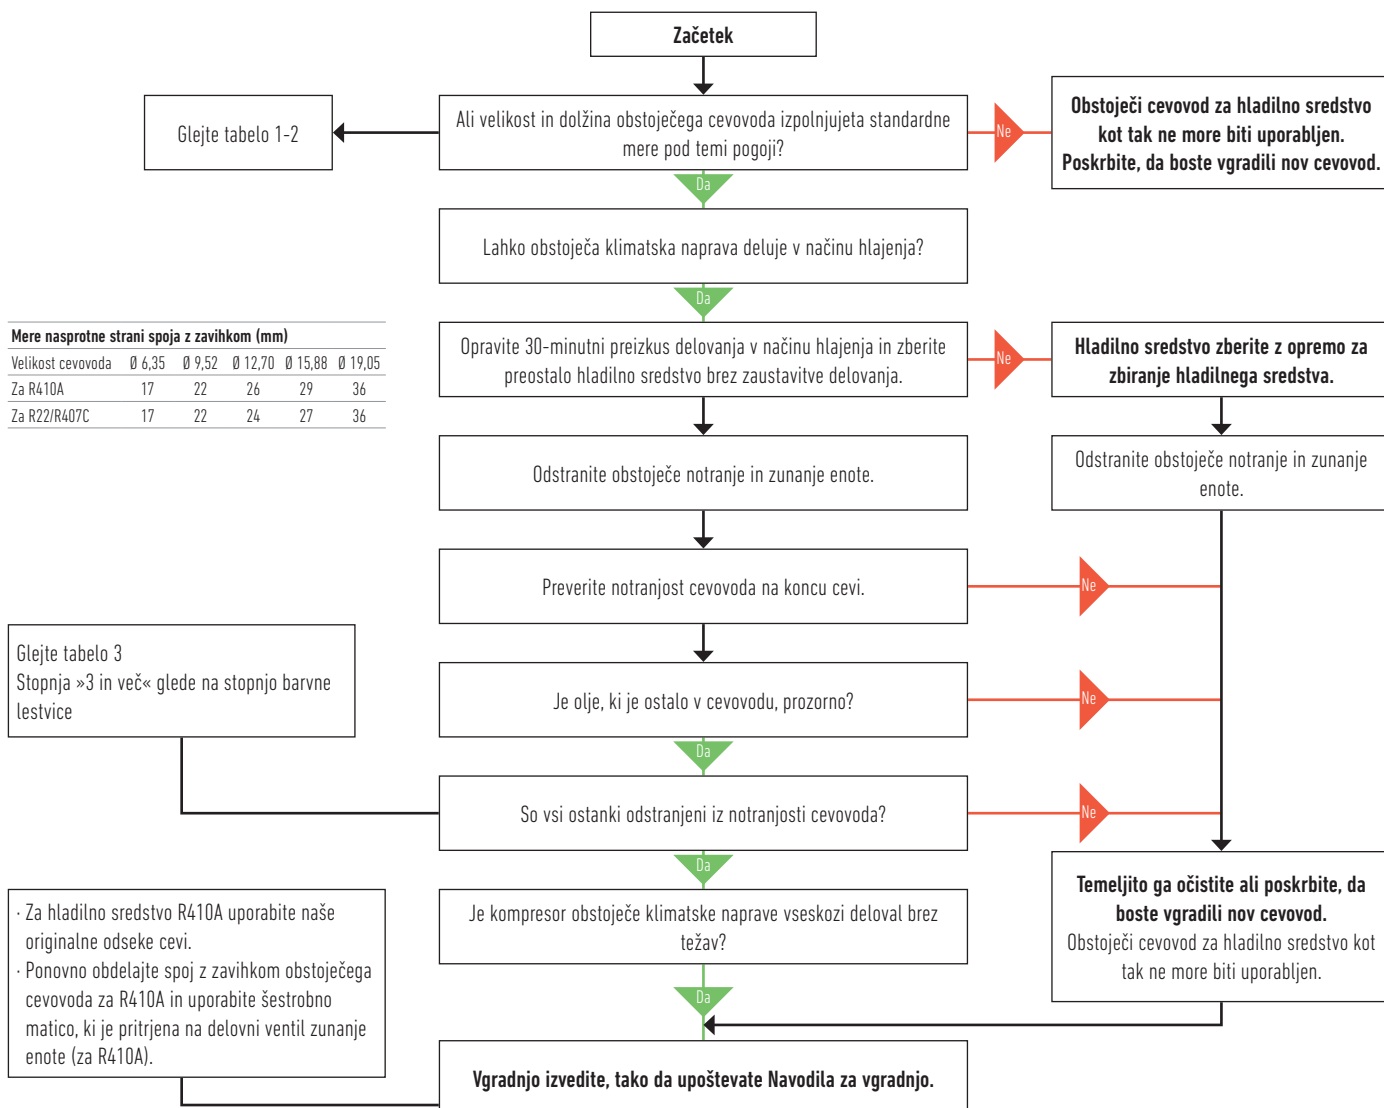 Začetek
Glejte tabelo 1-2
Ali velikost in dolžina obstoječega cevovoda izpolnjujeta standardne
mere pod temi pogoji?
Ne
Obstoječi cevovod za hladilno sredstvo
kot tak ne more biti uporabljen.
Poskrbite, da boste vgradili nov cevovod.
Da
Lahko obstoječa klimatska naprava deluje v načinu hlajenja?
Da
Mere nasprotne strani spoja z zavihkom (mm)
Velikost cevovoda Ø 6,35 Ø 9,52 Ø 12,70 Ø 15,88 Ø 19,05
Za R410A 17 22 26 29 36
Za R22/R407C 17 22 24 27 36
Opravite 30-minutni preizkus delovanja v načinu hlajenja in zberite
preostalo hladilno sredstvo brez zaustavitve delovanja.
Ne
Hladilno sredstvo zberite z opremo za
zbiranje hladilnega sredstva.
Odstranite obstoječe notranje in zunanje enote.
Odstranite obstoječe notranje in zunanje
enote.
Preverite notranjost cevovoda na koncu cevi.
Ne
Glejte tabelo 3
Stopnja »3 in več« glede na stopnjo barvne
lestvice
Je olje, ki je ostalo v cevovodu, prozorno?
Ne
Da
So vsi ostanki odstranjeni iz notranjosti cevovoda?
Ne
Da
Temeljito ga očistite ali poskrbite, da
boste vgradili nov cevovod.
Obstoječi cevovod za hladilno sredstvo kot
tak ne more biti uporabljen.
Je kompresor obstoječe klimatske naprave vseskozi deloval brez
težav?
Da
· Za hladilno sredstvo R410A uporabite naše
originalne odseke cevi.
· Ponovno obdelajte spoj z zavihkom obstoječega
cevovoda za R410A in uporabite šestrobno
matico, ki je pritrjena na delovni ventil zunanje
enote (za R410A).
Vgradnjo izvedite, tako da upoštevate Navodila za vgradnjo.